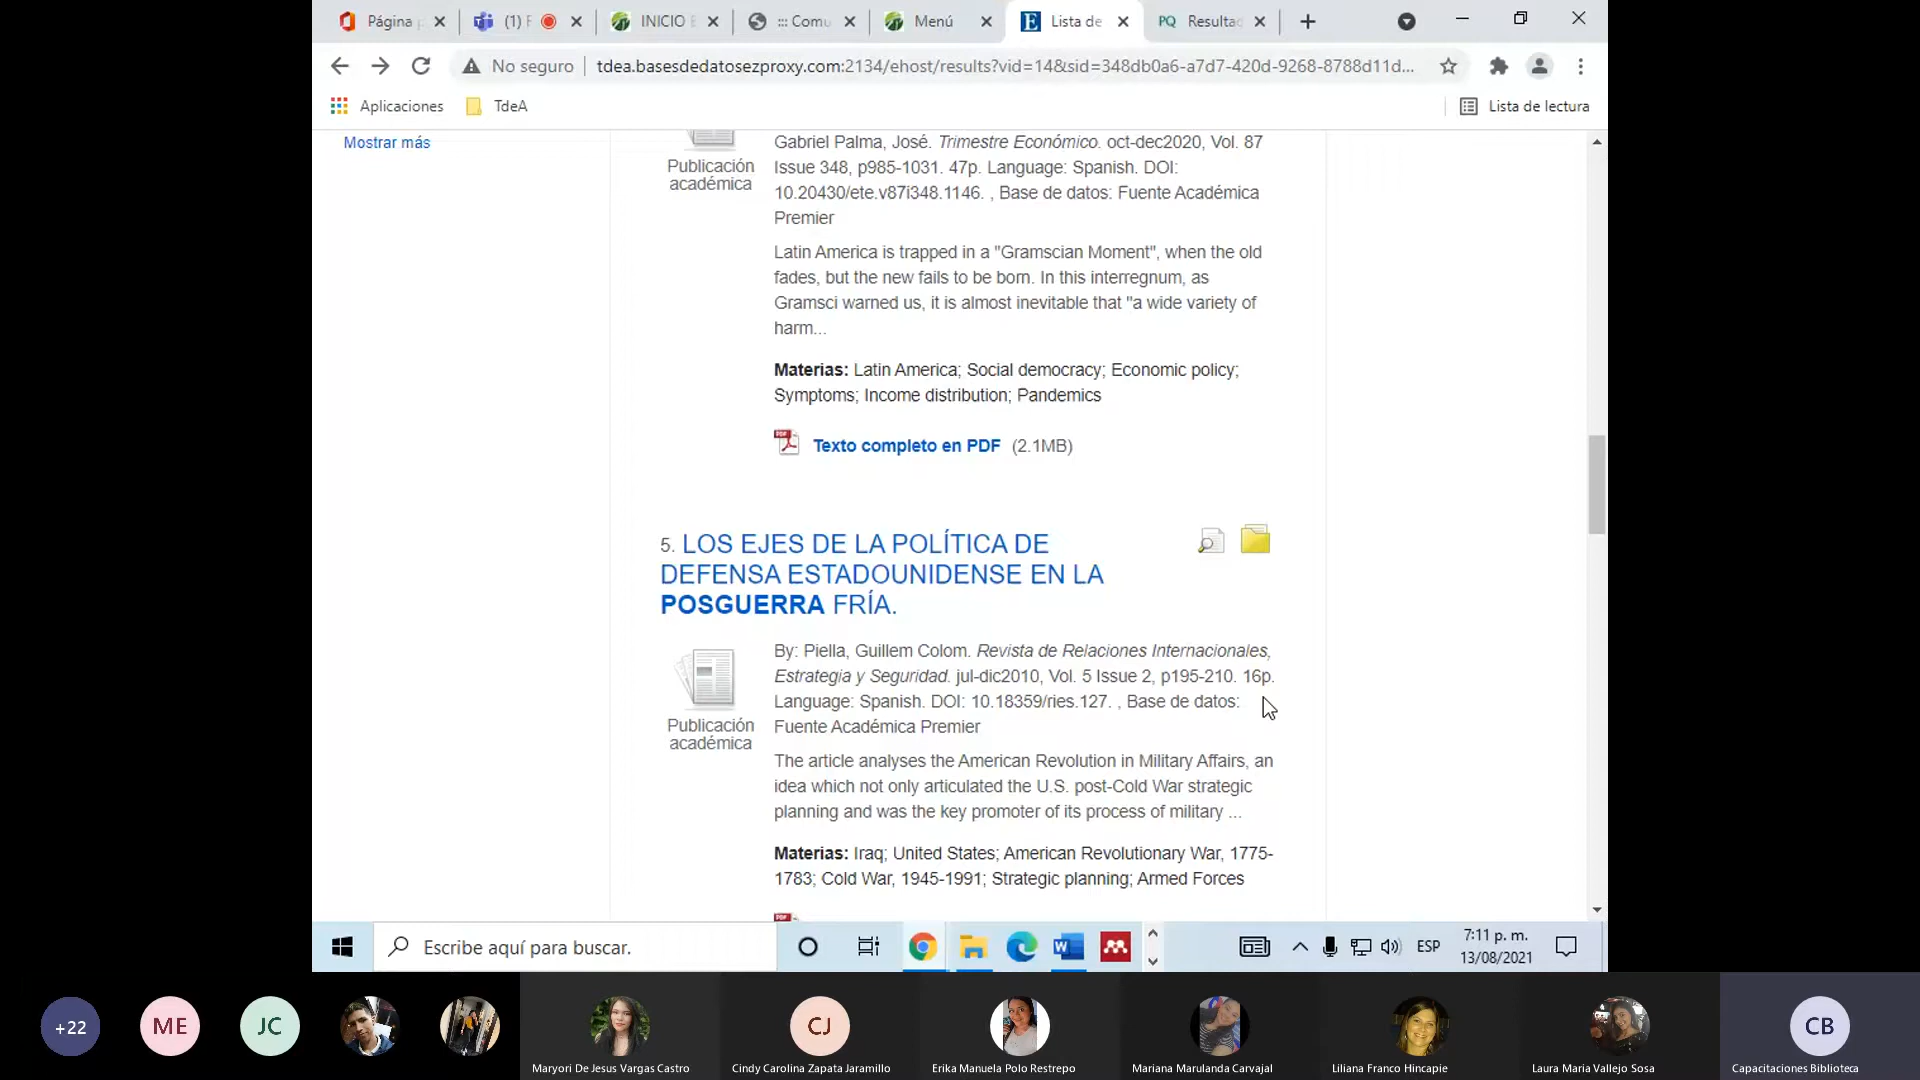 Página
(1)
INICIO
::: Comu
Menú
Lista de
PQ
Resultad
No seguro
tdea.basesdedatosezproxy.com:2134/ehost/results?vid=14&sid=348db0a6-a7d7-420d-9268-8788d11d...
Aplicaciones
TdeA
Lista de lectura
Mostrar más
Publicación
académica
Gabriel Palma, José. Trimestre Económico. oct-dec2020, Vol. 87
Issue 348, p985-1031. 47p. Language: Spanish. DOI:
10.20430/ete.v87i348.1146. , Base de datos: Fuente Académica
Premier
Latin America is trapped in a "Gramscian Moment", when the old
fades, but the new fails to be born. In this interregnum, as
Gramsci warned us, it is almost inevitable that "a wide variety of
harm...
Materias: Latin America; Social democracy; Economic policy;
Symptoms; Income distribution; Pandemics
Texto completo en PDF (2.1MB)
5. LOS EJES DE LA POLÍTICA DE
DEFENSA ESTADOUNIDENSE EN LA
POSGUERRA FRÍA.
Publicación
académica
By: Piella, Guillem Colom. Revista de Relaciones Internacionales,
Estrategia y Seguridad. jul-dic2010, Vol. 5 Issue 2, p195-210. 16p.
Language: Spanish. DOI: 10.18359/ries.127. , Base de datos:
Fuente Académica Premier
The article analyses the American Revolution in Military Affairs, an
idea which not only articulated the U.S. post-Cold War strategic
planning and was the key promoter of its process of military ...
Materias: Iraq; United States; American Revolutionary War, 1775-
1783; Cold War, 1945-1991; Strategic planning; Armed Forces
Escribe aquí para buscar.
ESP
7:11 p. m.
13/08/2021
+22
ME
JC
CJ
CB
Maryori De Jesus Vargas Castro
Cindy Carolina Zapata Jaramillo
Erika Manuela Polo Restrepo
Mariana Marulanda Carvajal
Liliana Franco Hincapie
Laura Maria Vallejo Sosa
Capacitaciones Biblioteca